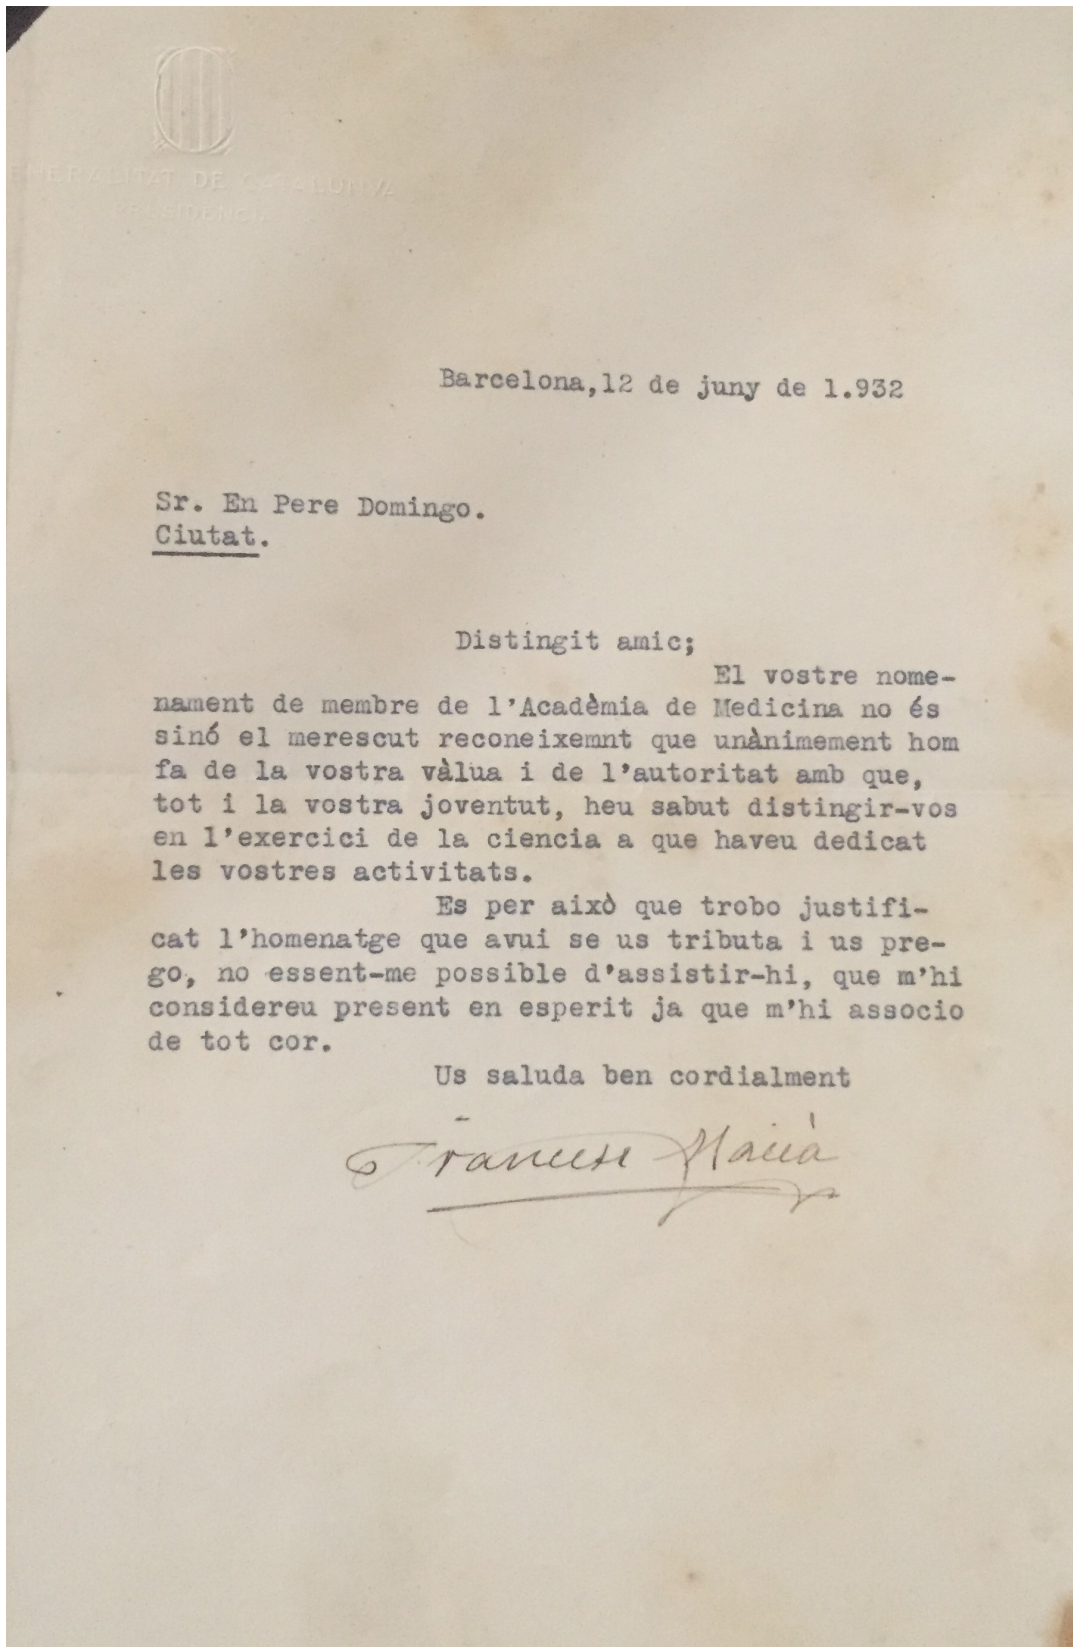 GENERALITAT DE CATALUNYA
PRESIDENCIA
Barcelona,12 de juny de 1.932
Sr. En Pere Domingo.
Ciutat.
Distingit amic;
El vostre nome-
nament de membre de l'Acadèmia de Medicina no és
sinó el merescut reconeixemnt que unànimement hom
fa de la vostra vàlua i de l'autoritat amb que,
tot i la vostra joventut, heu sabut distingir-vos
en l'exercici de la ciencia a que haveu dedicat
les vostres activitats.
Es per això que trobo justifi-
cat l'homenatge que avui se us tributa i us pre-
go, no essent-me possible d'assistir-hi, que m'hi
considereu present en esperit ja que m'hi associo
de tot cor.
Us saluda ben cordialment
Francesc Macià